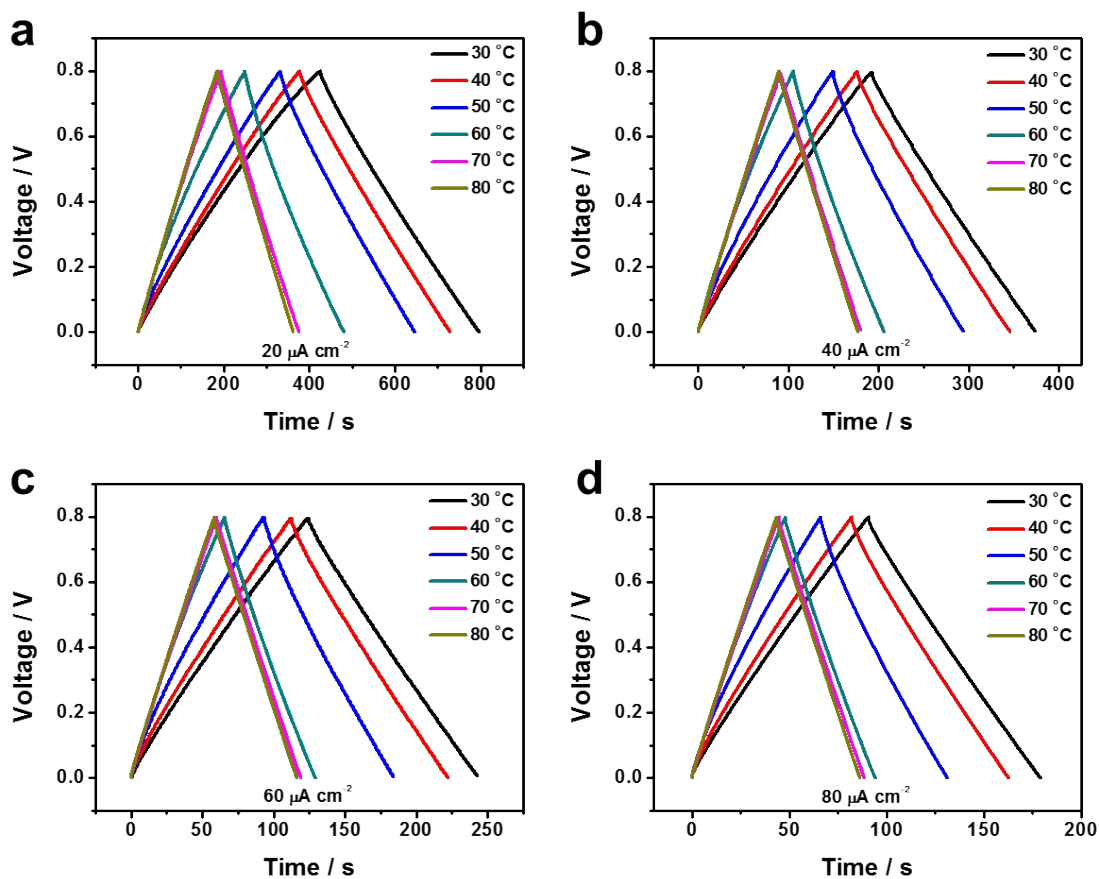 a
Voltage / V
0.8
0.6
0.4
0.2
0.0
30 °C
40 °C
50 °C
60 °C
70 °C
80 °C
20 μA cm⁻²
0 200 400 600 800
Time / s
b
Voltage / V
0.8
0.6
0.4
0.2
0.0
30 °C
40 °C
50 °C
60 °C
70 °C
80 °C
40 μA cm⁻²
0 100 200 300 400
Time / s
c
Voltage / V
0.8
0.6
0.4
0.2
0.0
30 °C
40 °C
50 °C
60 °C
70 °C
80 °C
60 μA cm⁻²
0 50 100 150 200 250
Time / s
d
Voltage / V
0.8
0.6
0.4
0.2
0.0
30 °C
40 °C
50 °C
60 °C
70 °C
80 °C
80 μA cm⁻²
0 50 100 150 200
Time / s